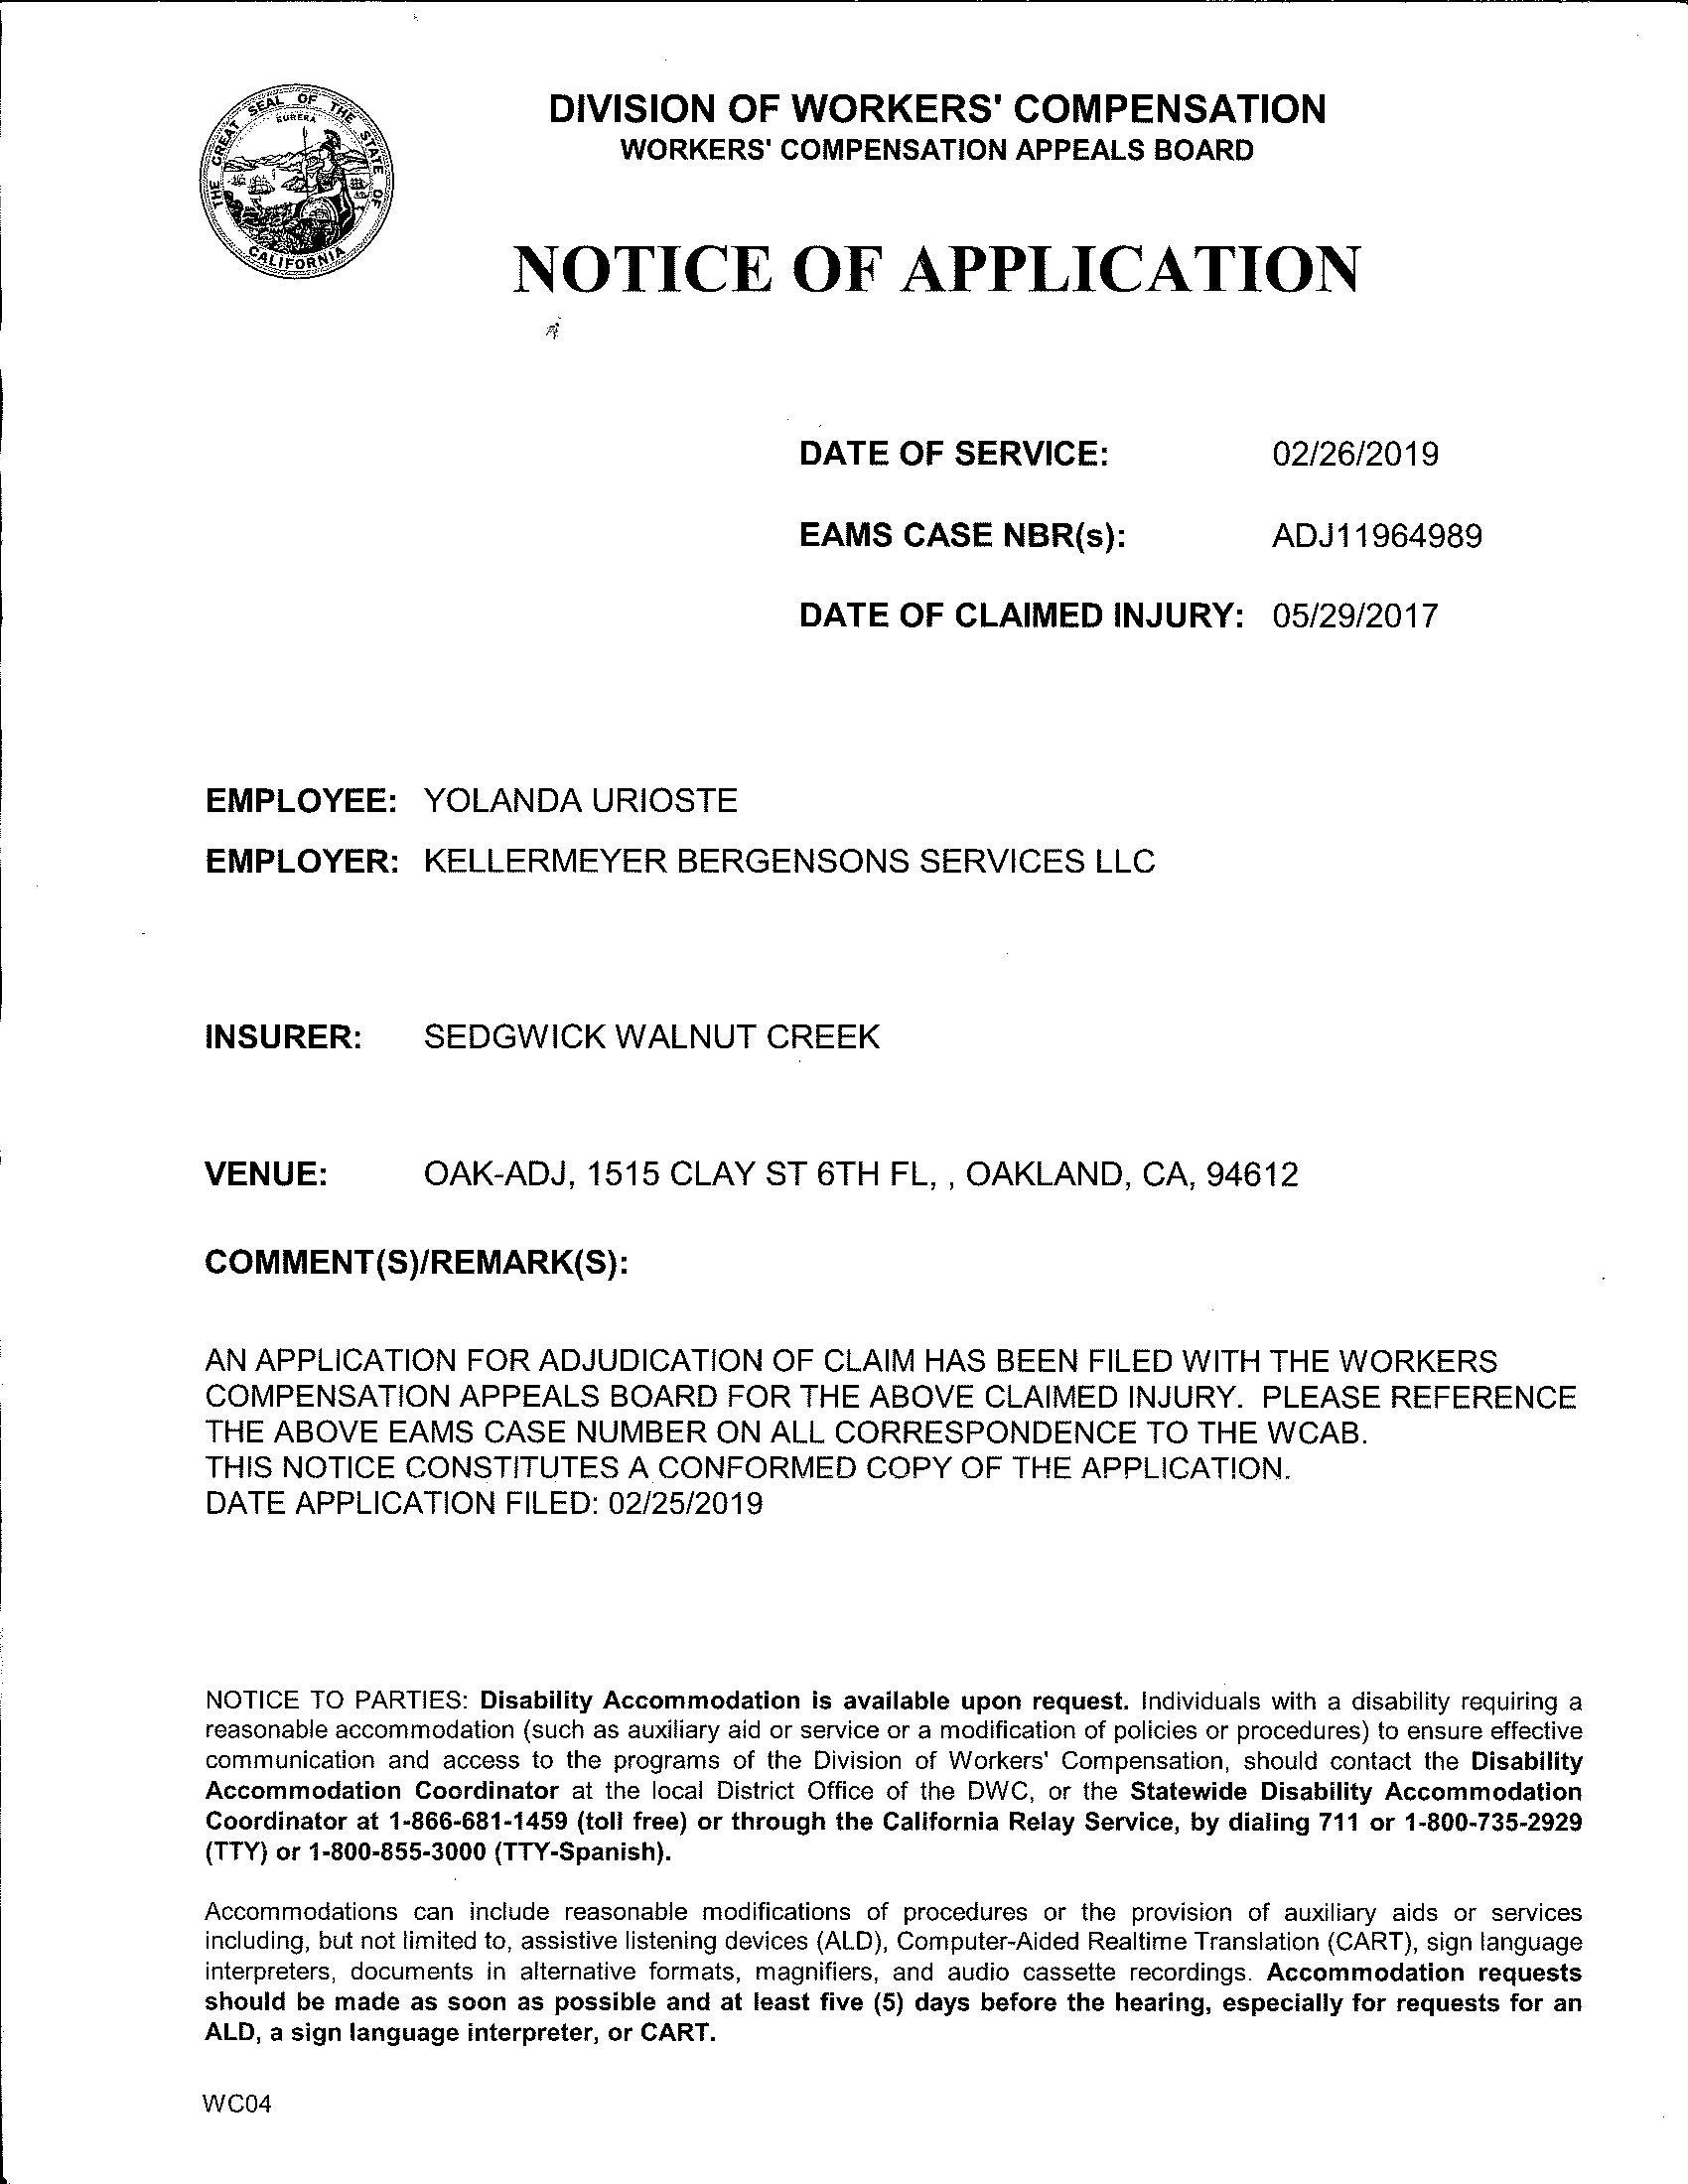 THE GREAT SEAL OF THE STATE OF CALIFORNIA
EUREKA
DIVISION OF WORKERS' COMPENSATION
WORKERS' COMPENSATION APPEALS BOARD
NOTICE OF APPLICATION
DATE OF SERVICE: 02/26/2019
EAMS CASE NBR(s): ADJ11964989
DATE OF CLAIMED INJURY: 05/29/2017
EMPLOYEE: YOLANDA URIOSTE
EMPLOYER: KELLERMEYER BERGENSONS SERVICES LLC
INSURER: SEDGWICK WALNUT CREEK
VENUE: OAK-ADJ, 1515 CLAY ST 6TH FL, , OAKLAND, CA, 94612
COMMENT(S)/REMARK(S):
AN APPLICATION FOR ADJUDICATION OF CLAIM HAS BEEN FILED WITH THE WORKERS
COMPENSATION APPEALS BOARD FOR THE ABOVE CLAIMED INJURY. PLEASE REFERENCE
THE ABOVE EAMS CASE NUMBER ON ALL CORRESPONDENCE TO THE WCAB.
THIS NOTICE CONSTITUTES A CONFORMED COPY OF THE APPLICATION.
DATE APPLICATION FILED: 02/25/2019
NOTICE TO PARTIES: Disability Accommodation is available upon request. Individuals with a disability requiring a
reasonable accommodation (such as auxiliary aid or service or a modification of policies or procedures) to ensure effective
communication and access to the programs of the Division of Workers' Compensation, should contact the Disability
Accommodation Coordinator at the local District Office of the DWC, or the Statewide Disability Accommodation
Coordinator at 1-866-681-1459 (toll free) or through the California Relay Service, by dialing 711 or 1-800-735-2929
(TTY) or 1-800-855-3000 (TTY-Spanish).
Accommodations can include reasonable modifications of procedures or the provision of auxiliary aids or services
including, but not limited to, assistive listening devices (ALD), Computer-Aided Realtime Translation (CART), sign language
interpreters, documents in alternative formats, magnifiers, and audio cassette recordings. Accommodation requests
should be made as soon as possible and at least five (5) days before the hearing, especially for requests for an
ALD, a sign language interpreter, or CART.
WC04